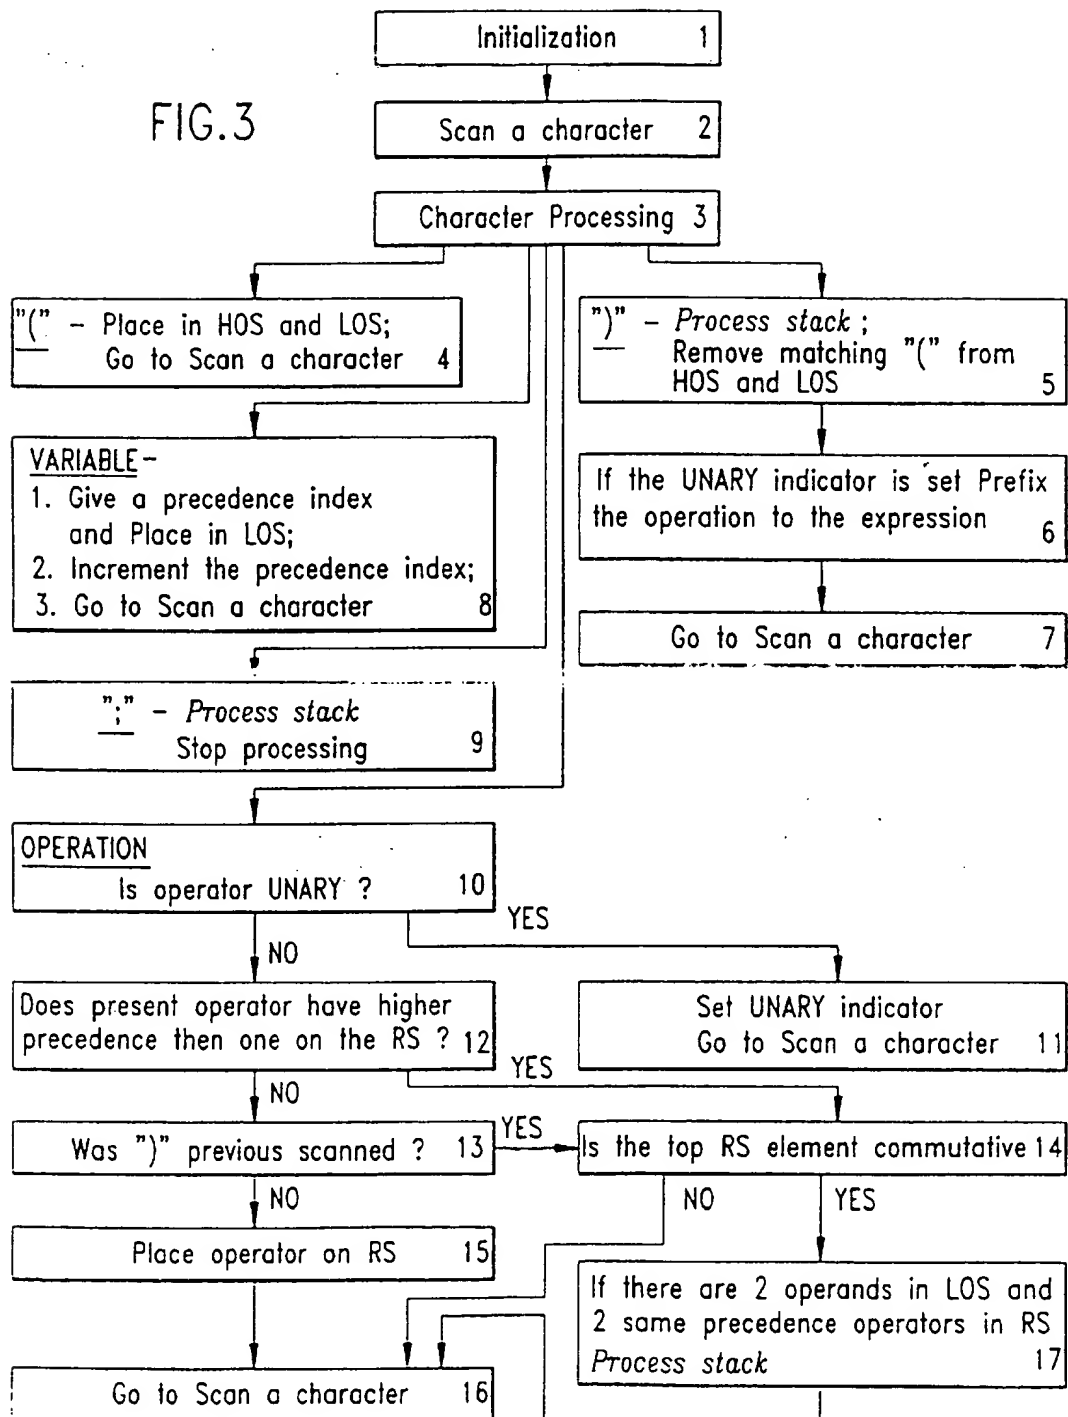 Initialization 1
FIG.3
Scan a character 2
Character Processing 3
"(" - Place in HOS and LOS;
Go to Scan a character 4
")" - Process stack;
Remove matching "(" from
HOS and LOS 5
VARIABLE-
1. Give a precedence index
and Place in LOS;
2. Increment the precedence index;
3. Go to Scan a character 8
If the UNARY indicator is set Prefix
the operation to the expression 6
Go to Scan a character 7
";" - Process stack
Stop processing 9
OPERATION
Is operator UNARY ? 10
YES
NO
Does present operator have higher
precedence then one on the RS ? 12
Set UNARY indicator
Go to Scan a character 11
YES
NO
Was ")" previous scanned ? 13
YES
Is the top RS element commutative 14
NO
NO
YES
Place operator on RS 15
If there are 2 operands in LOS and
2 same precedence operators in RS
Process stack 17
Go to Scan a character 16